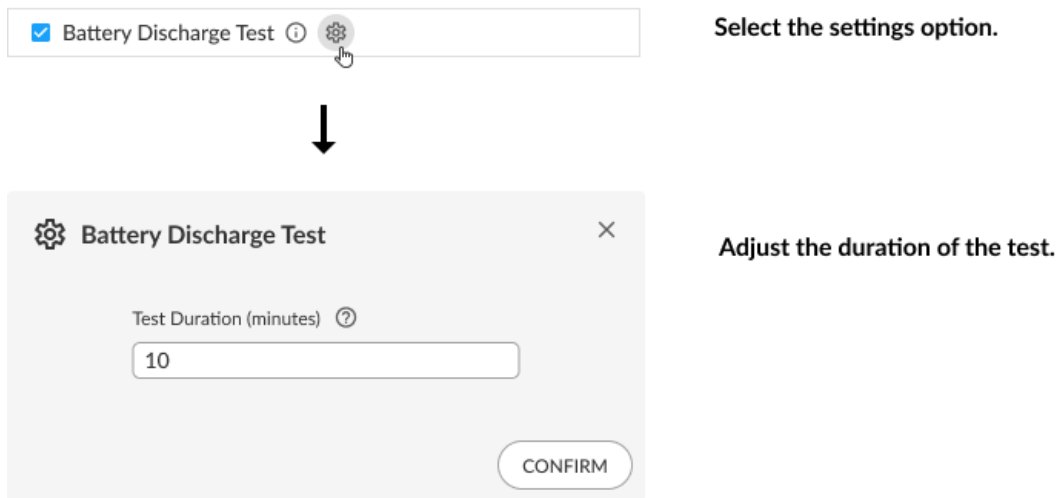 Battery Discharge Test
Select the settings option.
Battery Discharge Test
Adjust the duration of the test.
Test Duration (minutes)
10
CONFIRM